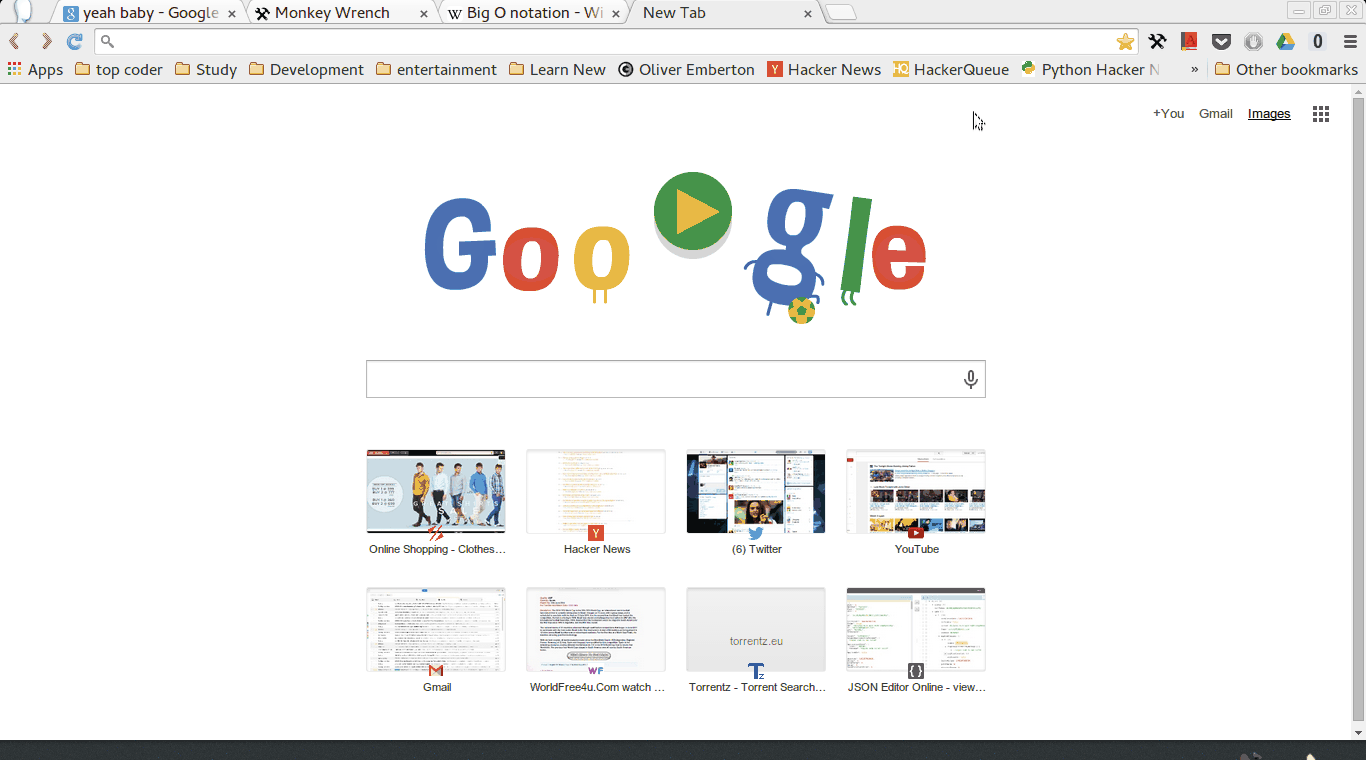 yeah baby - Google
Monkey Wrench
Big O notation - Wi
New Tab
Apps
top coder
Study
Development
entertainment
Learn New
Oliver Emberton
Hacker News
HackerQueue
Python Hacker N
»
Other bookmarks
+You Gmail Images
Google
Online Shopping - Clothes…
Hacker News
(6) Twitter
YouTube
torrentz.eu
Gmail
WorldFree4u.Com watch …
Torrentz - Torrent Search…
JSON Editor Online - view…